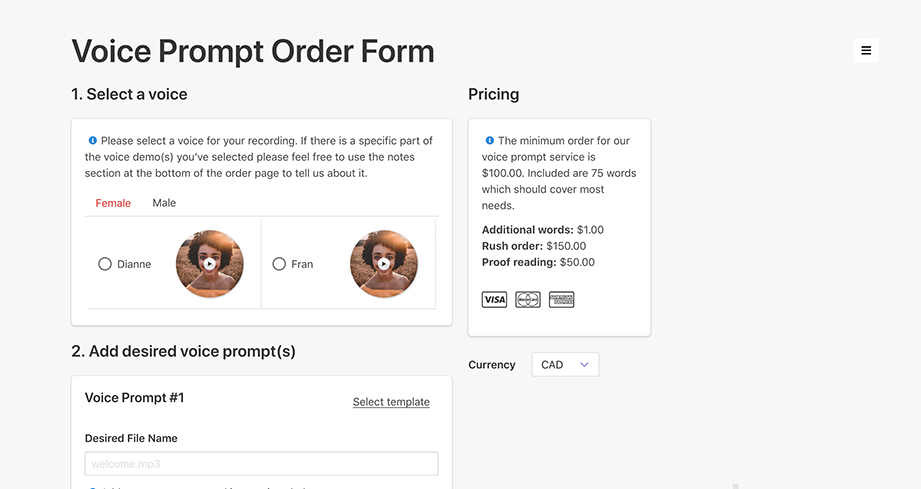 Voice Prompt Order Form
1. Select a voice
Please select a voice for your recording. If there is a specific part of
the voice demo(s) you’ve selected please feel free to use the notes
section at the bottom of the order page to tell us about it.
Female Male
Dianne
Fran
Pricing
The minimum order for our
voice prompt service is
$100.00. Included are 75 words
which should cover most
needs.
Additional words: $1.00
Rush order: $150.00
Proof reading: $50.00
VISA
Currency CAD
2. Add desired voice prompt(s)
Voice Prompt #1
Select template
Desired File Name
welcome.mp3